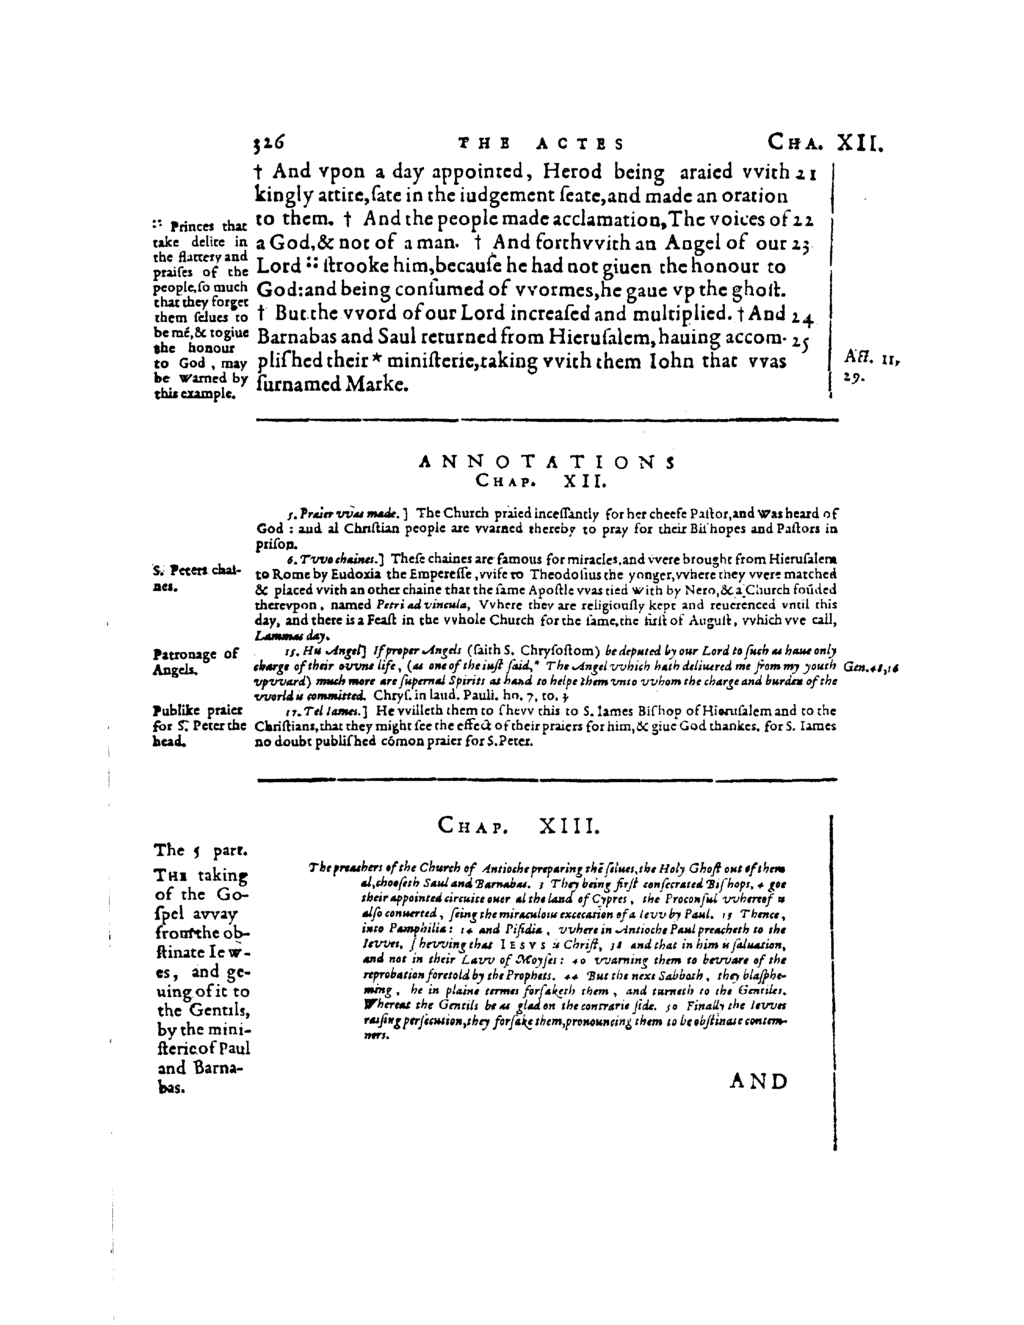 326 THE ACTES CHA. XII.
† And vpon a day appointed, Herod being araied vvith 21
kingly attire, ſate in the iudgement ſeate, and made an oration
to them. † And the people made acclamation, The voices of 22
a God, & not of a man. † And forthvvith an Angel of our 23
Lord :: ſtrooke him, becauſe he had not giuen the honour to
God: and being conſumed of vvormes, he gaue vp the ghoſt.
† But the vvord of our Lord increaſed and multiplied. † And 24
Barnabas and Saul returned from Hieruſalem, hauing accom- 25
pliſhed their * miniſterie, taking vvith them Iohn that vvas
ſurnamed Marke.
:: Princes that
take delite in
the flattery and
praiſes of the
people, ſo much
that they forget
them ſelues to
be mē, & to giue
the honour
to God, may
be warned by
this example.
Act. 11,
29.
ANNOTATIONS
CHAP. XII.
5. Praier vvas made.] The Church praied inceſſantly for her cheefe Paſtor, and was heard of
God: and al Chriſtian people are vvarned thereby to pray for their Biſhopes and Paſtors in
priſon.
6. Tvvo chaines.] Theſe chaines are famous for miracles, and vvere brought from Hieruſalem
to Rome by Eudoxia the Empereſſe, vvife to Theodoſius the yonger, vvhere they vvere matched
& placed vvith an other chaine that the ſame Apoſtle vvas tied with by Nero, & a Church foūded
therevpon, named Petri ad vincula, Vvhere they are religiouſly kept and reuerenced vntil this
day, and there is a Feaſt in the vvhole Church for the ſame, the firſt of Auguſt, vvhich vve call,
Lammas day.
S. Peters chai-
nes.
15. His Angel] If proper Angels (ſaith S. Chryſoſtom) be deputed by our Lord to ſuch as haue only
charge of their ovvne life, (as one of the iuſt ſaid, * The Angel vvhich hath deliuered me from my youth
vpvvard) much more are ſupernal Spirits at hand to helpe them vnto vvhom the charge and burden of the
vvorld is committed. Chryſ. in laud. Pauli. ho. 7. to. 3
Patronage of
Angels.
Gen. 48, 16
17. Tel Iames.] He vvilleth them to ſhevv this to S. Iames Biſhop of Hieruſalem and to the
Chriſtians, that they might ſee the effect of their praiers for him, & giue God thankes. for S. Iames
no doubt publiſhed cōmon praier for S. Peter.
Publike praier
for S. Peter the
head.
CHAP. XIII.
The preachers of the Church of Antioche preparing thē ſelues, the Holy Ghoſt out of them
al, chooſeth Saul and Barnabas. 3 They being firſt conſecrated Biſhops, 4 goe
their appointed circuite ouer al the land of Cypres, the Proconſul vvhereof is
alſo conuerted, ſeing the miraculous excecation of a Ievv by Paul. 13 Thence,
into Pamphilia: 14 and Piſidia, vvhere in Antioche Paul preacheth to the
Ievves, ſhevving that IESVS is Chriſt, 38 and that in him is ſaluation,
and not in their Lavv of Moyſes: 40 vvarning them to bevvare of the
reprobation foretold by the Prophets. 44 But the next Sabboth, they blaſphe-
ming, he in plaine termes forſaketh them, and turneth to the Gentiles.
Whereat the Gentils be as glad on the contrarie ſide. 50 Finally the Ievves
raiſing perſecution, they forſake them, pronouncing them to be obſtinate contem-
ners.
The 5 part.
THE taking
of the Go-
ſpel avvay
from the ob-
ſtinate Iew-
es, and ge-
uing of it to
the Gentils,
by the mini-
ſterie of Paul
and Barna-
bas.
AND